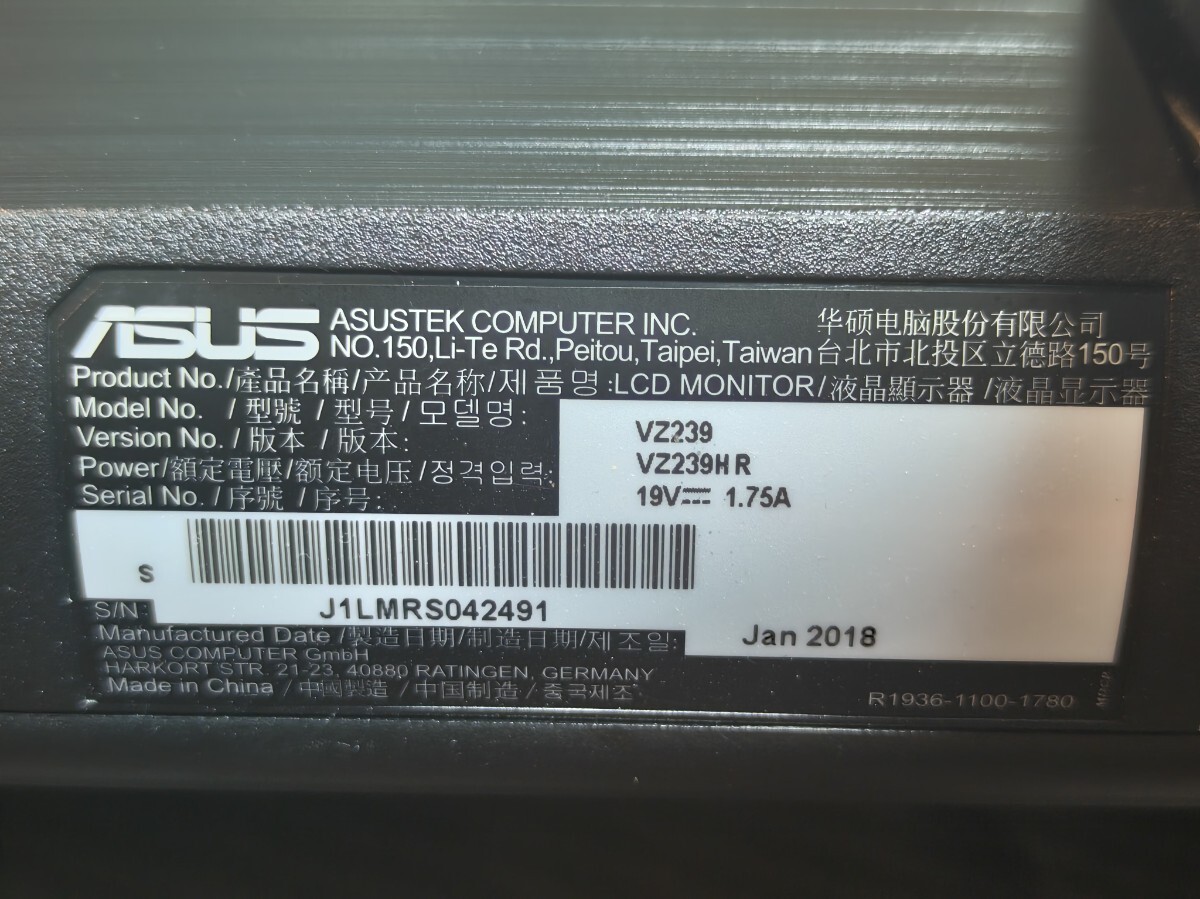 ASUS
ASUSTEK COMPUTER INC. 华硕电脑股份有限公司
NO.150,Li-Te Rd.,Peitou,Taipei,Taiwan 台北市北投区立德路150号
Product No./產品名稱/产品名称/제품명:LCD MONITOR/液晶顯示器/液晶显示器
Model No. / 型號 / 型号 / 모델명: VZ239
Version No. / 版本 / 版本: VZ239HR
Power/額定電壓/额定电压/정격입력: 19V⎓ 1.75A
Serial No. / 序號 / 序号:
S
S/N: J1LMRS042491
Manufactured Date /製造日期/制造日期/제조일: Jan 2018
ASUS COMPUTER GmbH
HARKORT STR. 21-23, 40880 RATINGEN, GERMANY
Made in China / 中國製造 / 中国制造 / 중국제조 R1936-1100-1780